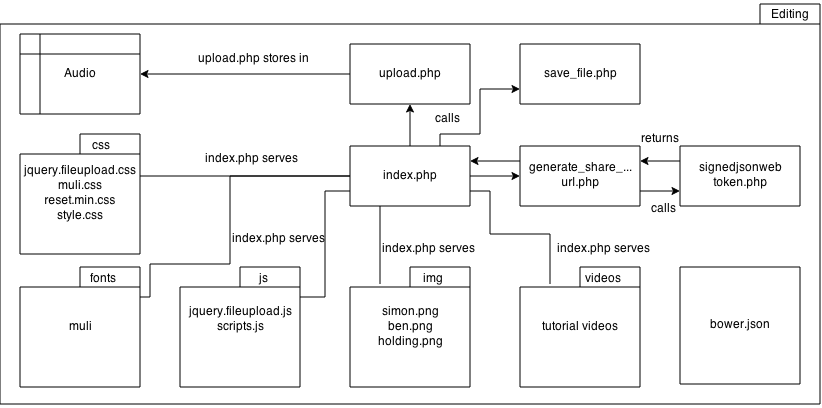 Editing
upload.php stores in
Audio
upload.php
save_file.php
calls
css
index.php serves
jquery.fileupload.css
muli.css
reset.min.css
style.css
index.php
generate_share_...
url.php
returns
calls
signedjsonweb
token.php
index.php serves
index.php serves
index.php serves
fonts
muli
js
jquery.fileupload.js
scripts.js
img
simon.png
ben.png
holding.png
videos
tutorial videos
bower.json